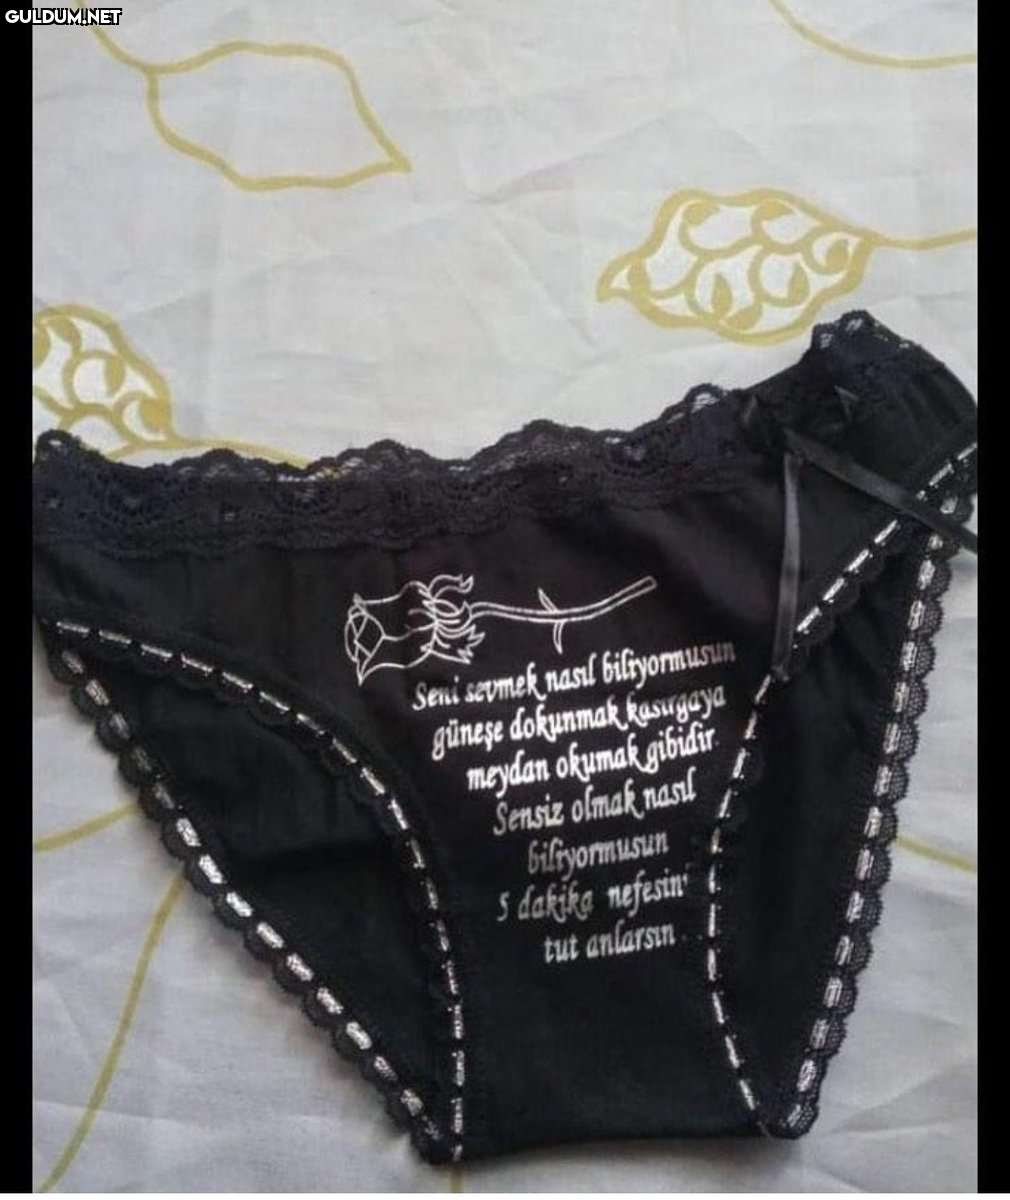 GULDUM.NET
Seni sevmek nasıl biliyormusun
güneşe dokunmak kasırgaya
meydan okumak gibidir.
Sensiz olmak nasıl
biliyormusun
5 dakika nefesin'
tut anlarsın